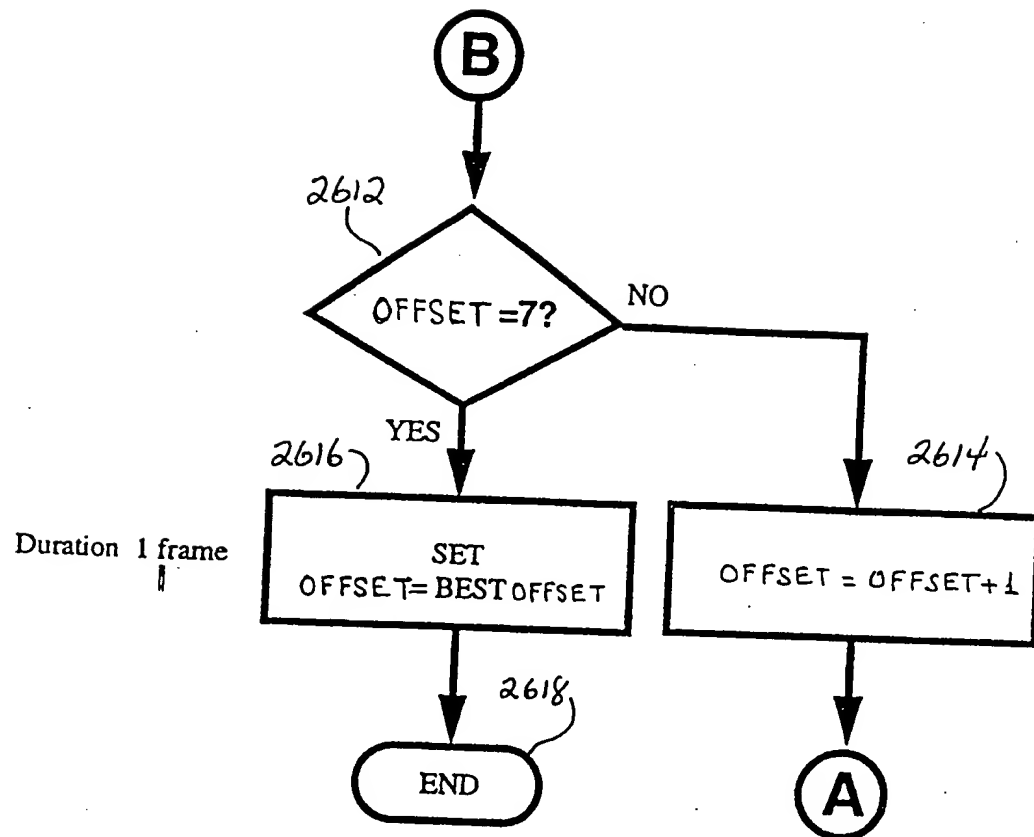 B
2612
OFFSET =7?
NO
YES
2616
2614
Duration 1 frame
SET
OFFSET= BEST OFFSET
OFFSET = OFFSET+1
2618
END
A